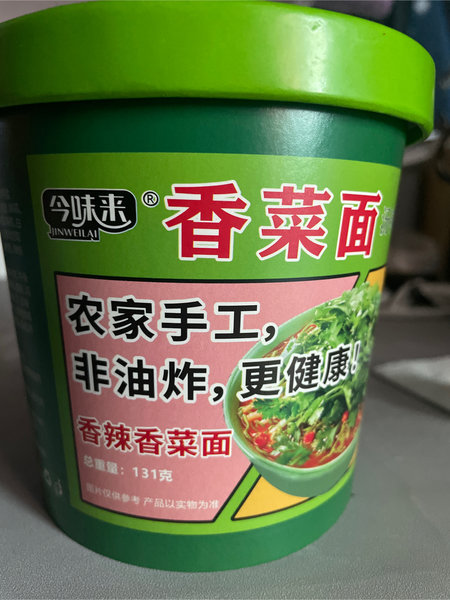 今味来®
JINWEILAI
香菜面
农家手工，
非油炸，更健康！
香辣香菜面
总重量：131克
图片仅供参考 产品以实物为准